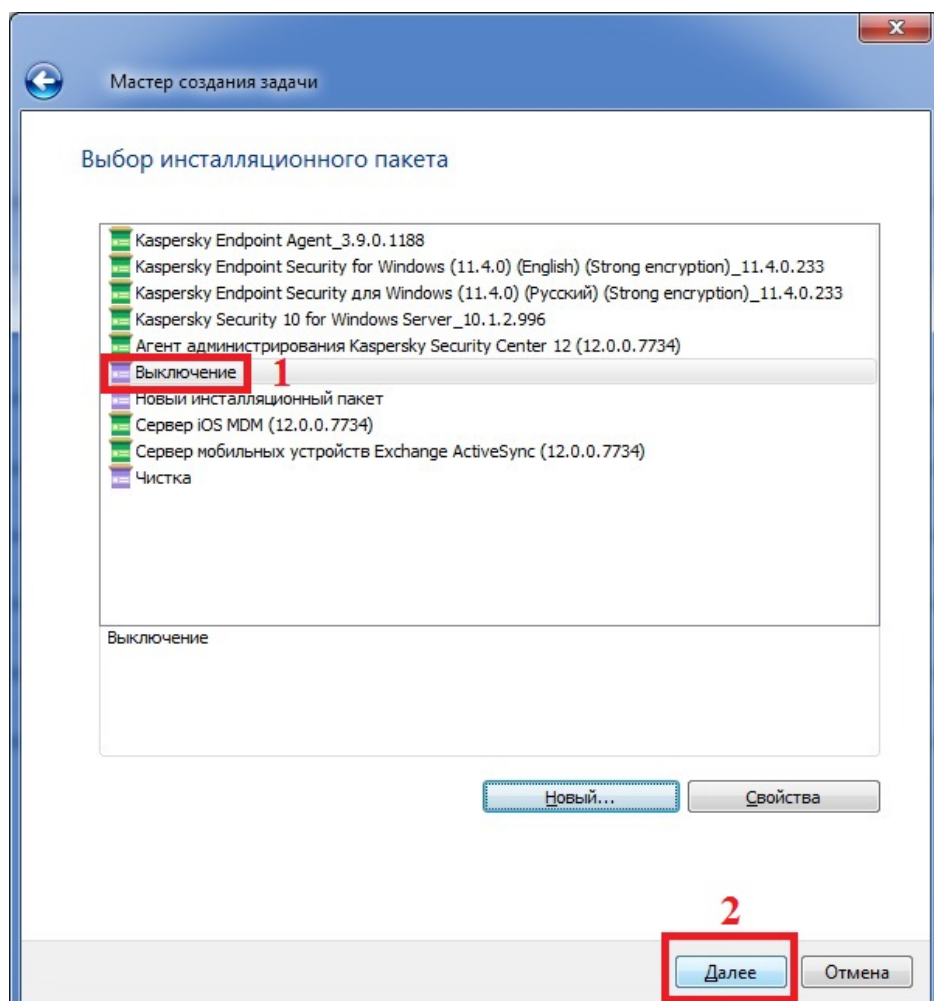 x
Мастер создания задачи
Выбор инсталляционного пакета
Kaspersky Endpoint Agent_3.9.0.1188
Kaspersky Endpoint Security for Windows (11.4.0) (English) (Strong encryption)_11.4.0.233
Kaspersky Endpoint Security для Windows (11.4.0) (Русский) (Strong encryption)_11.4.0.233
Kaspersky Security 10 for Windows Server_10.1.2.996
Агент администрирования Kaspersky Security Center 12 (12.0.0.7734)
Выключение 1
Новый инсталляционный пакет
Сервер iOS MDM (12.0.0.7734)
Сервер мобильных устройств Exchange ActiveSync (12.0.0.7734)
Чистка
Выключение
Новый... Свойства
2
Далее Отмена